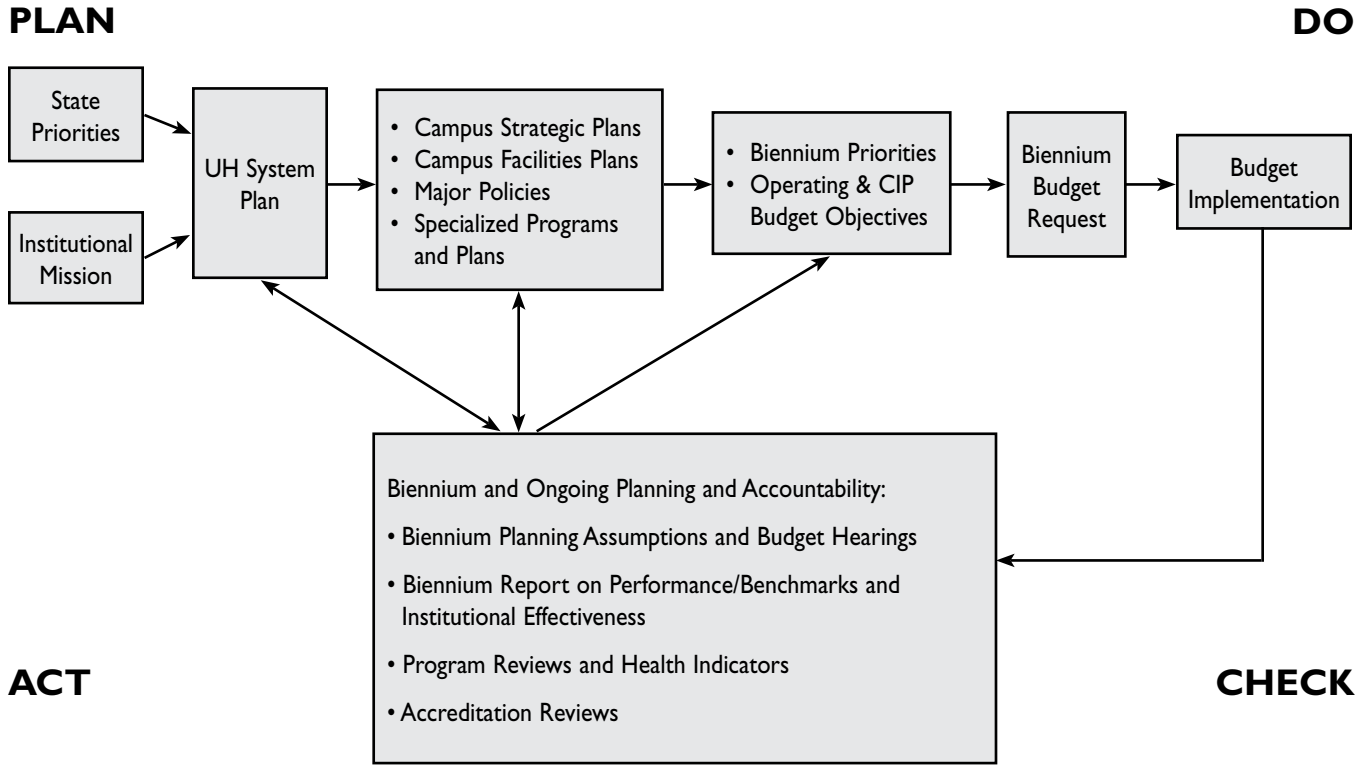 PLAN
DO
State
Priorities
Institutional
Mission
UH System
Plan
• Campus Strategic Plans
• Campus Facilities Plans
• Major Policies
• Specialized Programs
and Plans
• Biennium Priorities
• Operating & CIP
Budget Objectives
Biennium
Budget
Request
Budget
Implementation
Biennium and Ongoing Planning and Accountability:
• Biennium Planning Assumptions and Budget Hearings
• Biennium Report on Performance/Benchmarks and
Institutional Effectiveness
• Program Reviews and Health Indicators
• Accreditation Reviews
ACT
CHECK